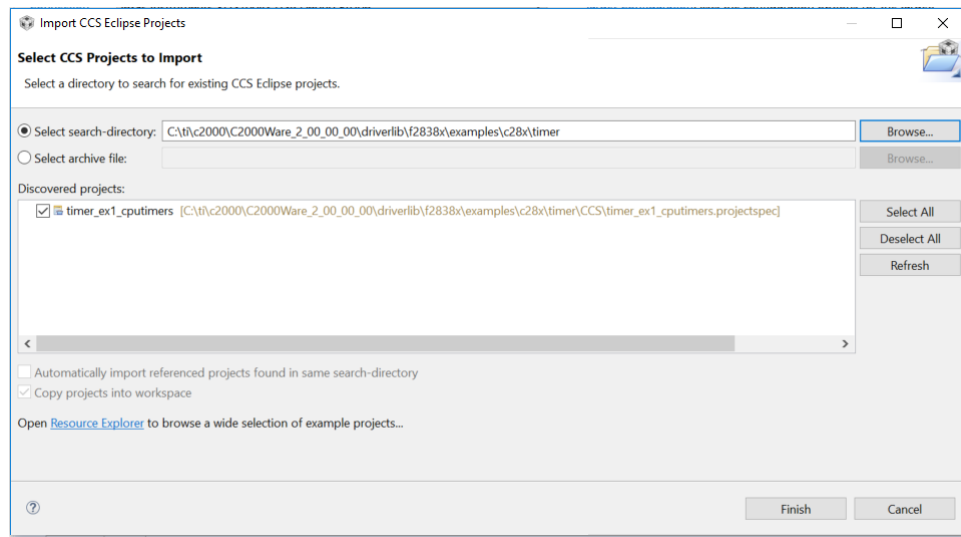 Import CCS Eclipse Projects
Select CCS Projects to Import
Select a directory to search for existing CCS Eclipse projects.
Select search-directory: C:\ti\c2000\C2000Ware_2_00_00_00\driverlib\f2838x\examples\c28x\timer Browse...
Select archive file: Browse...
Discovered projects:
timer_ex1_cputimers [C:\ti\c2000\C2000Ware_2_00_00_00\driverlib\f2838x\examples\c28x\timer\CCS\timer_ex1_cputimers.projectspec] Select All
Deselect All
Refresh
Automatically import referenced projects found in same search-directory
Copy projects into workspace
Open Resource Explorer to browse a wide selection of example projects...
? Finish Cancel